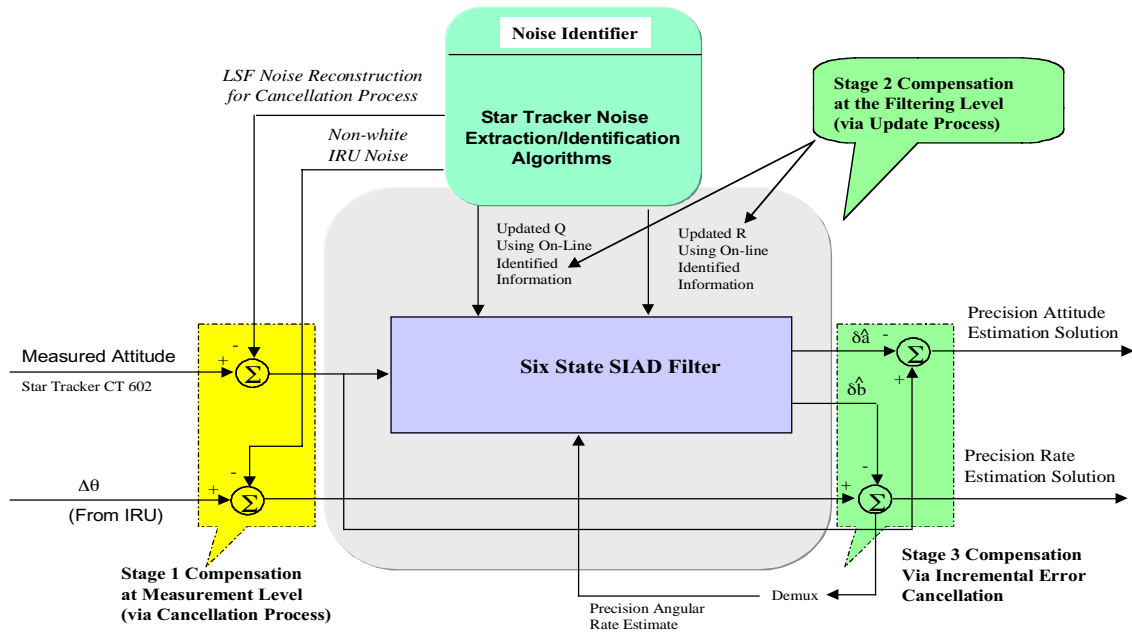 Noise Identifier
LSF Noise Reconstruction
for Cancellation Process
Star Tracker Noise
Extraction/Identification
Algorithms
Non-white
IRU Noise
Stage 2 Compensation
at the Filtering Level
(via Update Process)
Updated Q
Using On-Line
Identified
Information
Updated R
Using On-line
Identified
Information
Measured Attitude
Star Tracker CT 602
-
+
Σ
Six State SIAD Filter
δâ
-
Σ
+
Precision Attitude
Estimation Solution
δb̂
Δθ
(From IRU)
-
+
Σ
-
+
Σ
Precision Rate
Estimation Solution
Stage 1 Compensation
at Measurement Level
(via Cancellation Process)
Stage 3 Compensation
Via Incremental Error
Cancellation
Demux
Precision Angular
Rate Estimate